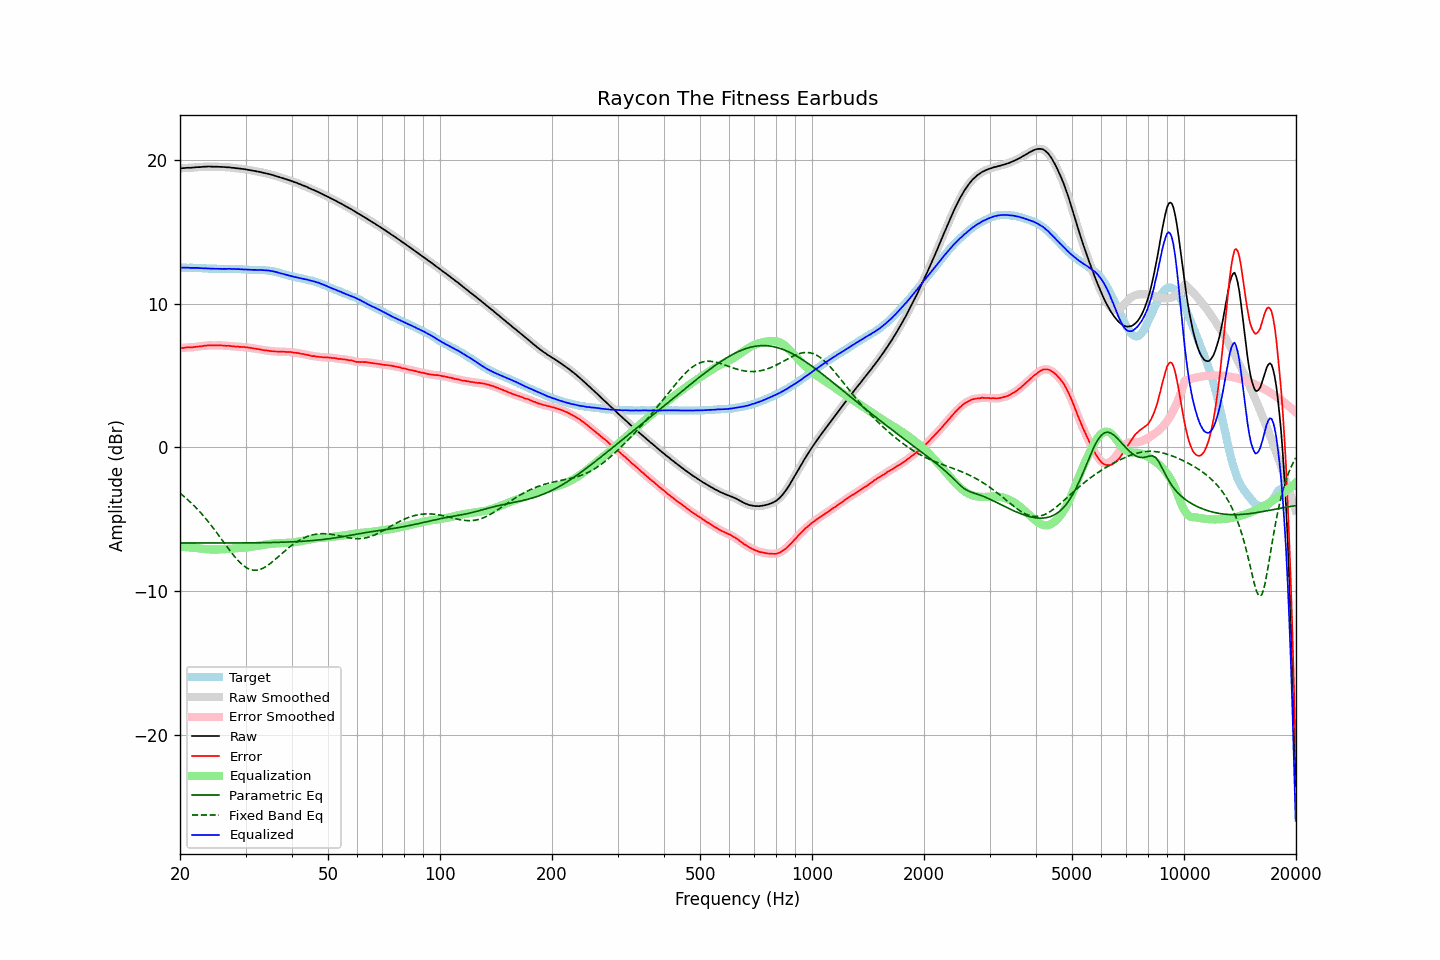 Raycon The Fitness Earbuds
20
10
0
−10
−20
Amplitude (dBr)
Target
Raw Smoothed
Error Smoothed
Raw
Error
Equalization
Parametric Eq
Fixed Band Eq
Equalized
20 50 100 200 500 1000 2000 5000 10000 20000
Frequency (Hz)